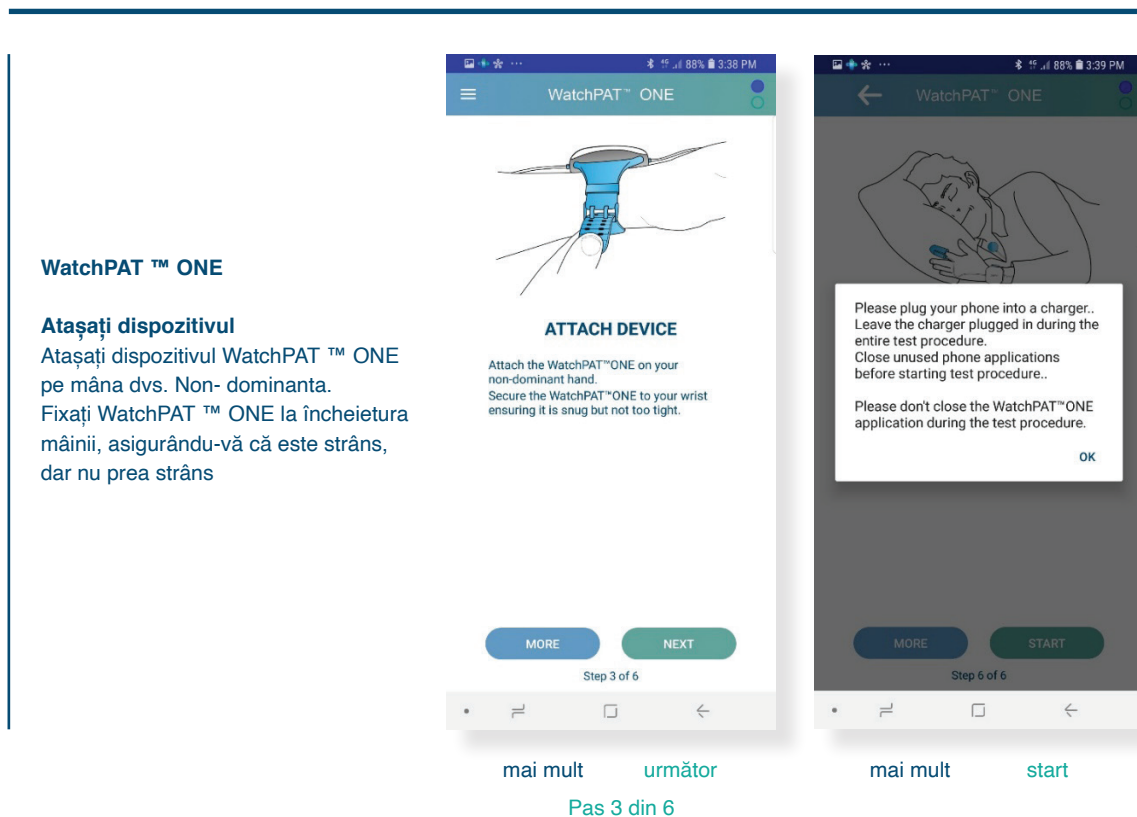 WatchPAT ™ ONE
Atașați dispozitivul
Atașați dispozitivul WatchPAT ™ ONE
pe mâna dvs. Non- dominanta.
Fixați WatchPAT ™ ONE la încheietura
mâinii, asigurându-vă că este strâns,
dar nu prea strâns
88% 3:38 PM
WatchPAT™ ONE
ATTACH DEVICE
Attach the WatchPAT™ONE on your
non-dominant hand.
Secure the WatchPAT™ONE to your wrist
ensuring it is snug but not too tight.
MORE NEXT
Step 3 of 6
mai mult următor
Pas 3 din 6
88% 3:39 PM
WatchPAT™ ONE
Please plug your phone into a charger..
Leave the charger plugged in during the
entire test procedure.
Close unused phone applications
before starting test procedure..
Please don't close the WatchPAT™ONE
application during the test procedure.
OK
MORE START
Step 6 of 6
mai mult start